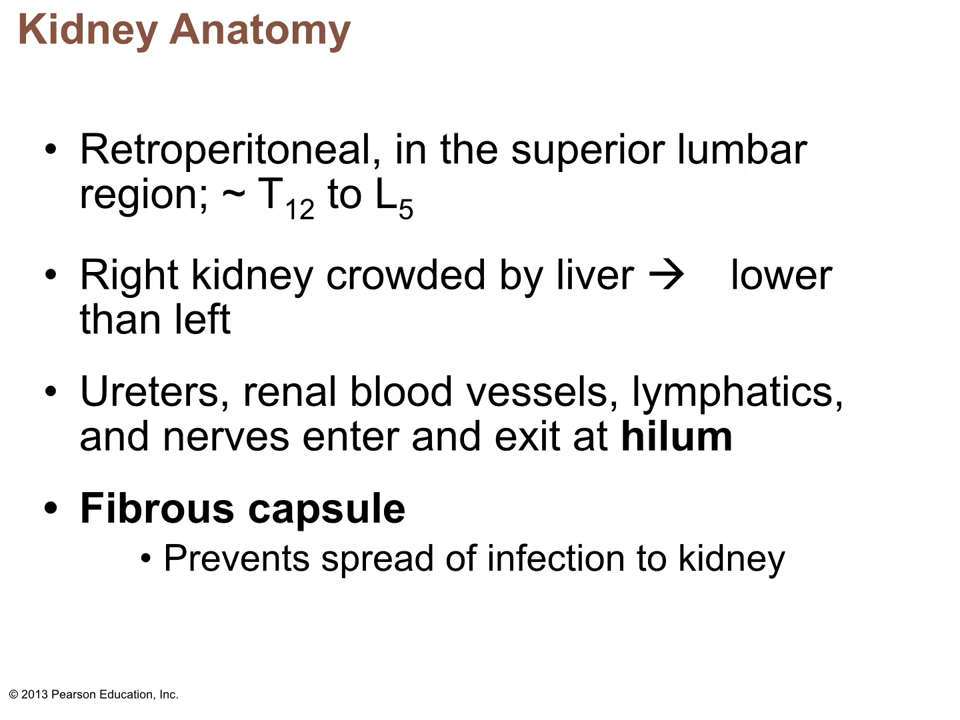 Kidney Anatomy
• Retroperitoneal, in the superior lumbar
region; ~ T12 to L5
• Right kidney crowded by liver → lower
than left
• Ureters, renal blood vessels, lymphatics,
and nerves enter and exit at hilum
• Fibrous capsule
• Prevents spread of infection to kidney
© 2013 Pearson Education, Inc.